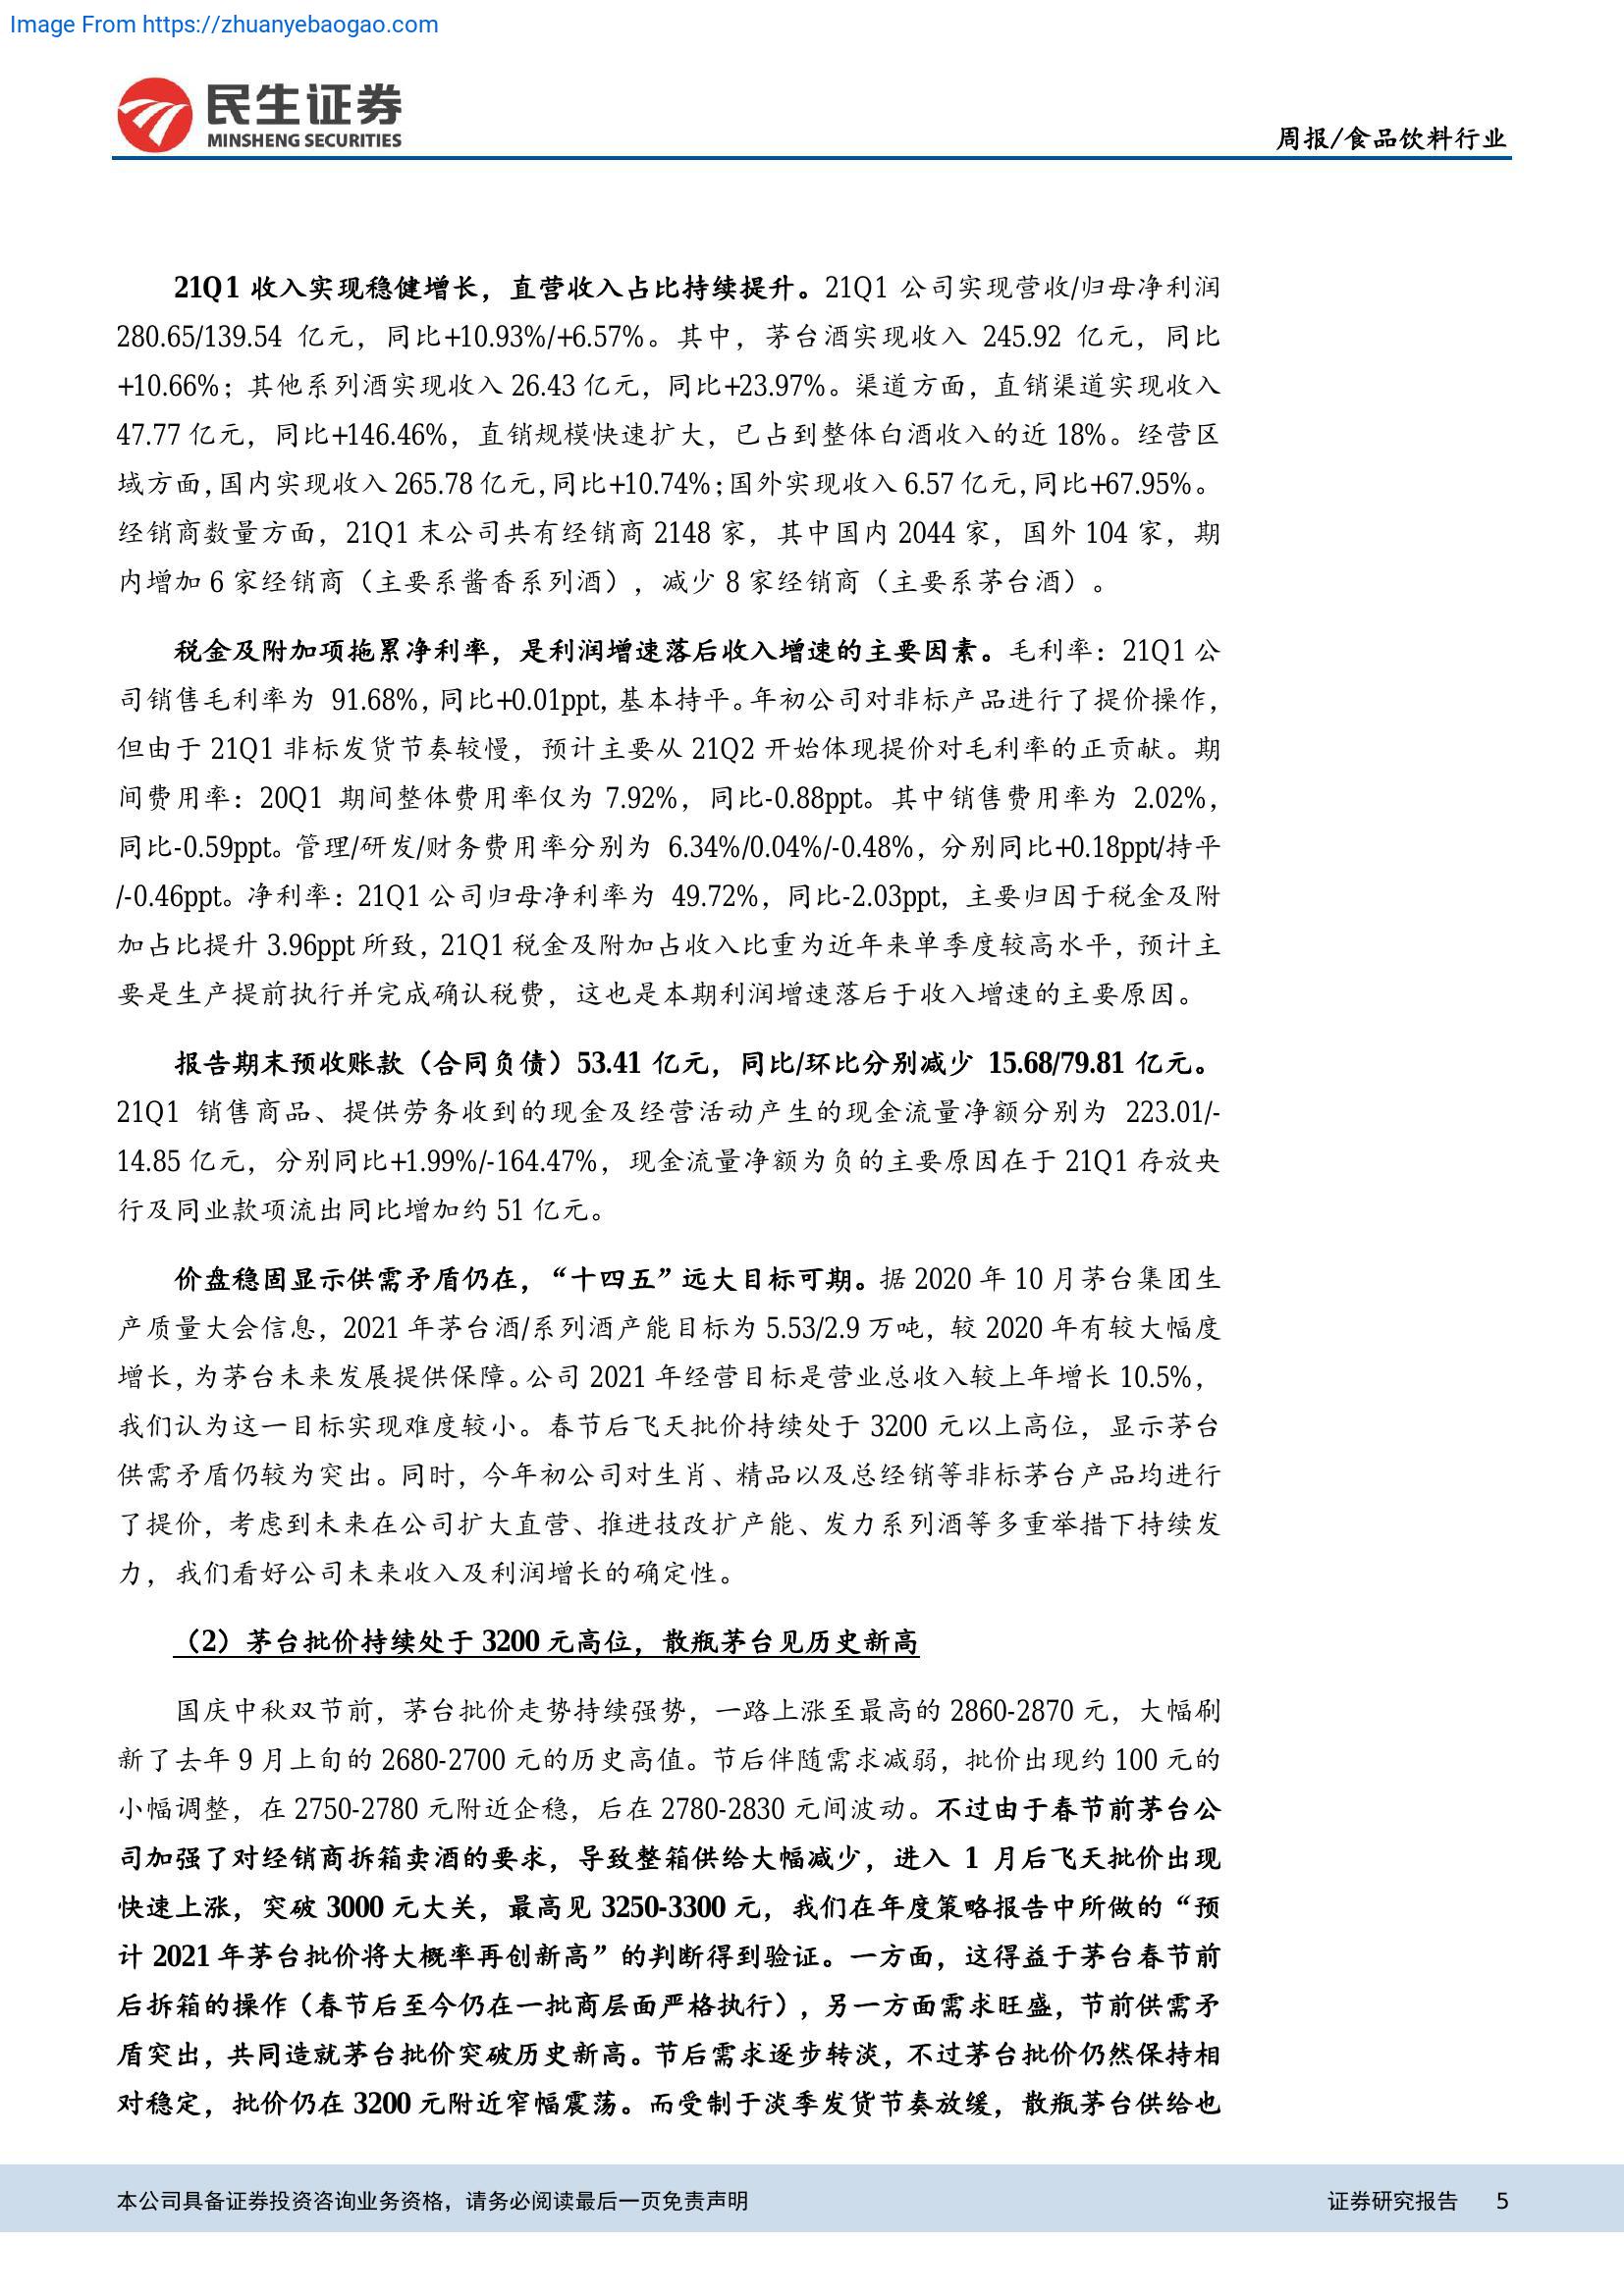 Image From https://zhuanyebaogao.com
民生证券
MINSHENG SECURITIES
周报/食品饮料行业
21Q1 收入实现稳健增长，直营收入占比持续提升。21Q1 公司实现营收/归母净利润
280.65/139.54 亿元，同比+10.93%/+6.57%。其中，茅台酒实现收入 245.92 亿元，同比
+10.66%；其他系列酒实现收入 26.43 亿元，同比+23.97%。渠道方面，直销渠道实现收入
47.77 亿元，同比+146.46%，直销规模快速扩大，已占到整体白酒收入的近 18%。经营区
域方面，国内实现收入 265.78 亿元，同比+10.74%；国外实现收入 6.57 亿元，同比+67.95%。
经销商数量方面，21Q1 末公司共有经销商 2148 家，其中国内 2044 家，国外 104 家，期
内增加 6 家经销商（主要系酱香系列酒），减少 8 家经销商（主要系茅台酒）。
税金及附加项拖累净利率，是利润增速落后收入增速的主要因素。毛利率：21Q1 公
司销售毛利率为 91.68%，同比+0.01ppt，基本持平。年初公司对非标产品进行了提价操作，
但由于 21Q1 非标发货节奏较慢，预计主要从 21Q2 开始体现提价对毛利率的正贡献。期
间费用率：20Q1 期间整体费用率仅为 7.92%，同比-0.88ppt。其中销售费用率为 2.02%，
同比-0.59ppt。管理/研发/财务费用率分别为 6.34%/0.04%/-0.48%，分别同比+0.18ppt/持平
/-0.46ppt。净利率：21Q1 公司归母净利率为 49.72%，同比-2.03ppt，主要归因于税金及附
加占比提升 3.96ppt 所致，21Q1 税金及附加占收入比重为近年来单季度较高水平，预计主
要是生产提前执行并完成确认税费，这也是本期利润增速落后于收入增速的主要原因。
报告期末预收账款（合同负债）53.41 亿元，同比/环比分别减少 15.68/79.81 亿元。
21Q1 销售商品、提供劳务收到的现金及经营活动产生的现金流量净额分别为 223.01/-
14.85 亿元，分别同比+1.99%/-164.47%，现金流量净额为负的主要原因在于 21Q1 存放央
行及同业款项流出同比增加约 51 亿元。
价盘稳固显示供需矛盾仍在，“十四五”远大目标可期。据 2020 年 10 月茅台集团生
产质量大会信息，2021 年茅台酒/系列酒产能目标为 5.53/2.9 万吨，较 2020 年有较大幅度
增长，为茅台未来发展提供保障。公司 2021 年经营目标是营业总收入较上年增长 10.5%，
我们认为这一目标实现难度较小。春节后飞天批价持续处于 3200 元以上高位，显示茅台
供需矛盾仍较为突出。同时，今年初公司对生肖、精品以及总经销等非标茅台产品均进行
了提价，考虑到未来在公司扩大直营、推进技改扩产能、发力系列酒等多重举措下持续发
力，我们看好公司未来收入及利润增长的确定性。
（2）茅台批价持续处于 3200 元高位，散瓶茅台见历史新高
国庆中秋双节前，茅台批价走势持续强势，一路上涨至最高的 2860-2870 元，大幅刷
新了去年 9 月上旬的 2680-2700 元的历史高值。节后伴随需求减弱，批价出现约 100 元的
小幅调整，在 2750-2780 元附近企稳，后在 2780-2830 元间波动。不过由于春节前茅台公
司加强了对经销商拆箱卖酒的要求，导致整箱供给大幅减少，进入 1 月后飞天批价出现
快速上涨，突破 3000 元大关，最高见 3250-3300 元，我们在年度策略报告中所做的“预
计 2021 年茅台批价将大概率再创新高”的判断得到验证。一方面，这得益于茅台春节前
后拆箱的操作（春节后至今仍在一批商层面严格执行），另一方面需求旺盛，节前供需矛
盾突出，共同造就茅台批价突破历史新高。节后需求逐步转淡，不过茅台批价仍然保持相
对稳定，批价仍在 3200 元附近窄幅震荡。而受制于淡季发货节奏放缓，散瓶茅台供给也
本公司具备证券投资咨询业务资格，请务必阅读最后一页免责声明
证券研究报告 5